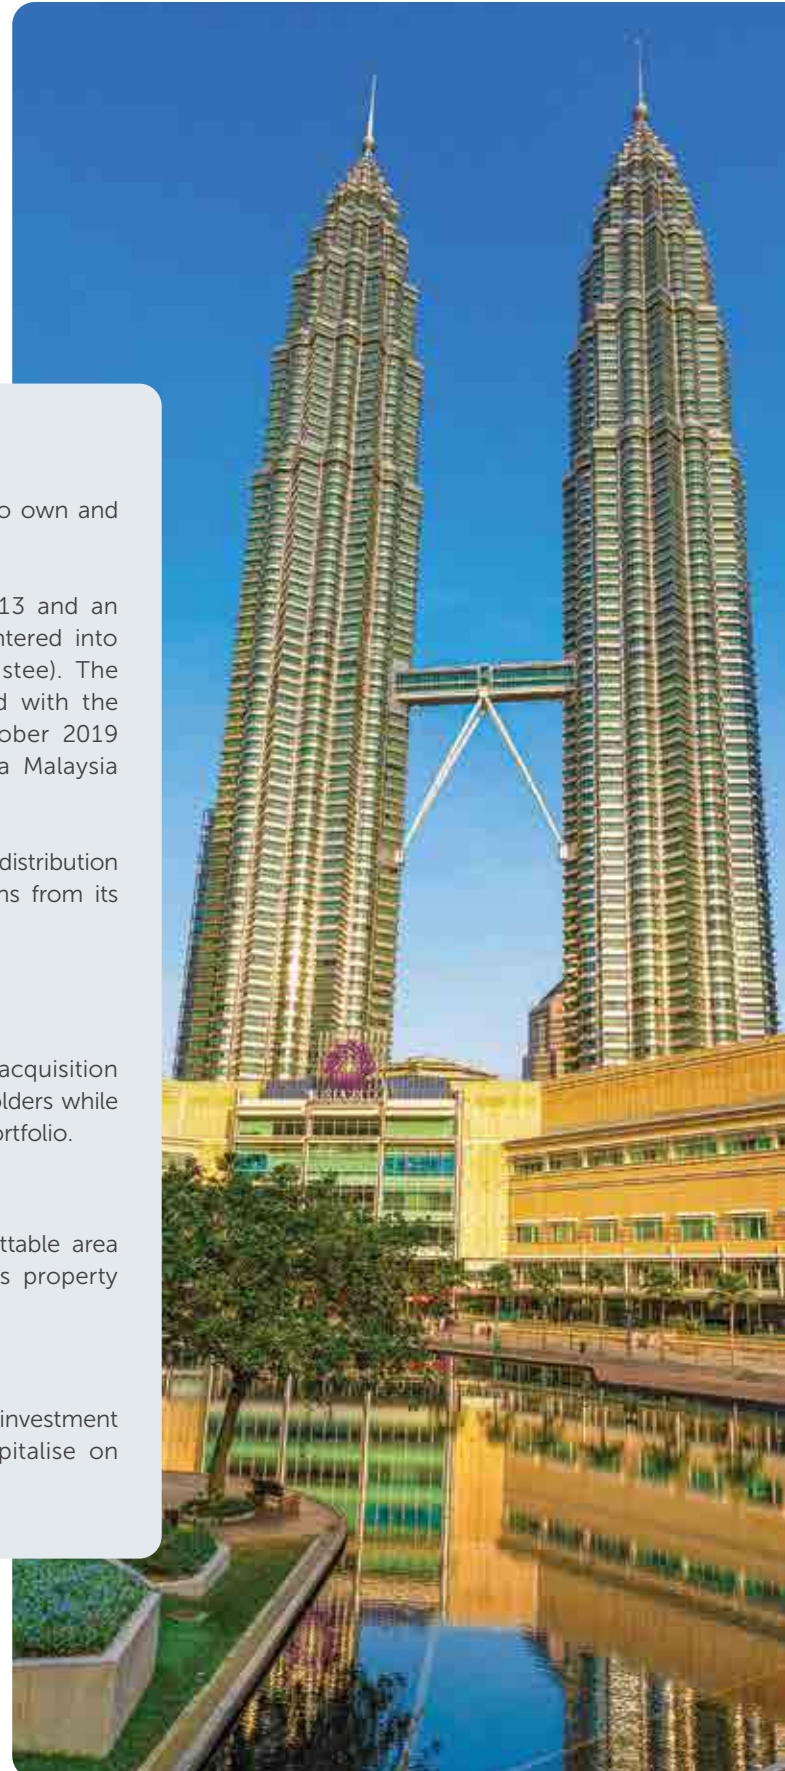 o own and
13 and an
ntered into
stee). The
d with the
ober 2019
a Malaysia
distribution
ns from its
acquisition
olders while
ortfolio.
ttable area
s property
investment
pitalise on